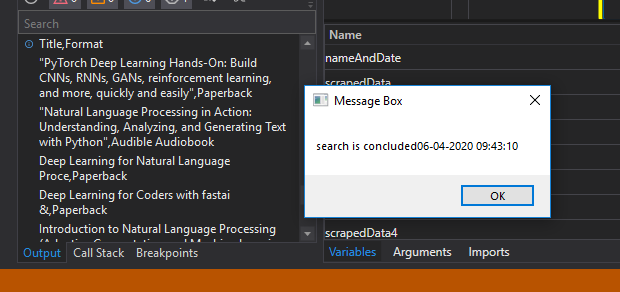 Search
Title,Format
"PyTorch Deep Learning Hands-On: Build
CNNs, RNNs, GANs, reinforcement learning,
and more, quickly and easily",Paperback
"Natural Language Processing in Action:
Understanding, Analyzing, and Generating Text
with Python",Audible Audiobook
Deep Learning for Natural Language
Proce,Paperback
Deep Learning for Coders with fastai
&,Paperback
Introduction to Natural Language Processing
Output
Call Stack
Breakpoints
Name
nameAndDate
scrapedData
Message Box
search is concluded06-04-2020 09:43:10
OK
scrapedData4
Variables
Arguments
Imports